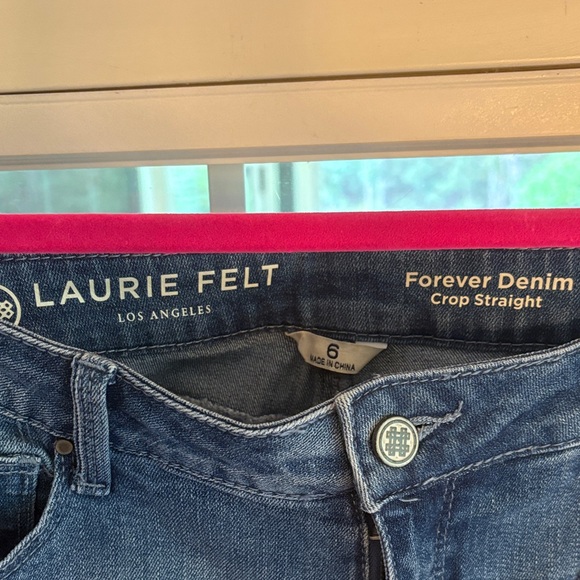 LAURIE FELT
LOS ANGELES
Forever Denim
Crop Straight
6
MADE IN CHINA